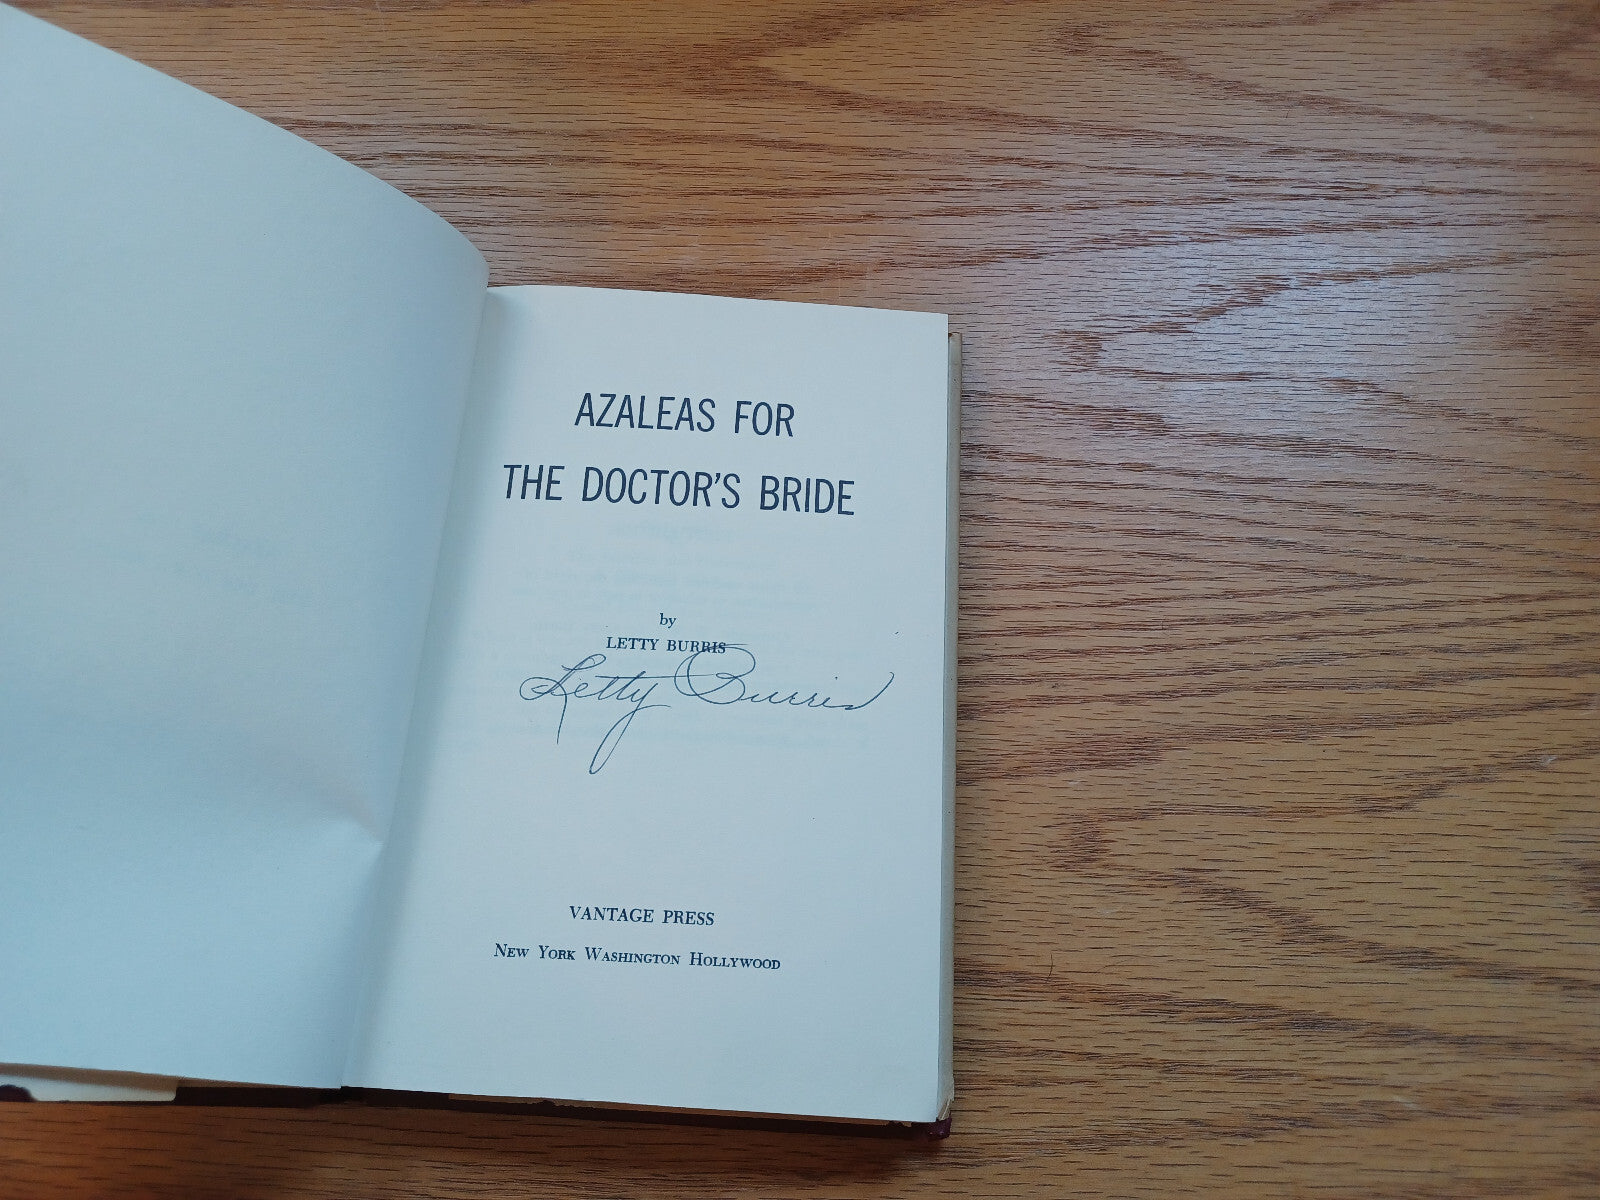 AZALEAS FOR
THE DOCTOR'S BRIDE
by
LETTY BURRIS
Letty Burris
VANTAGE PRESS
NEW YORK WASHINGTON HOLLYWOOD